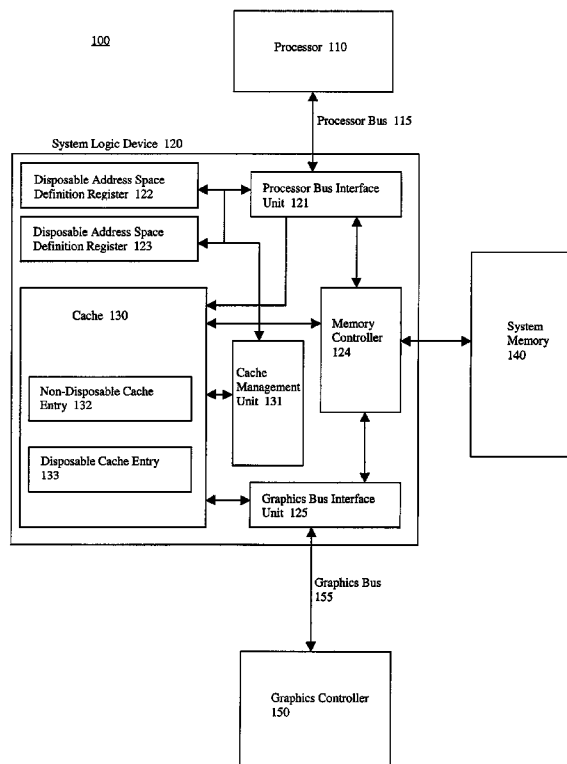 100
Processor 110
Processor Bus 115
System Logic Device 120
Disposable Address Space
Definition Register 122
Processor Bus Interface
Unit 121
Disposable Address Space
Definition Register 123
Cache 130
Memory
Controller
124
System
Memory
140
Cache
Management
Unit 131
Non-Disposable Cache
Entry 132
Disposable Cache Entry
133
Graphics Bus Interface
Unit 125
Graphics Bus
155
Graphics Controller
150